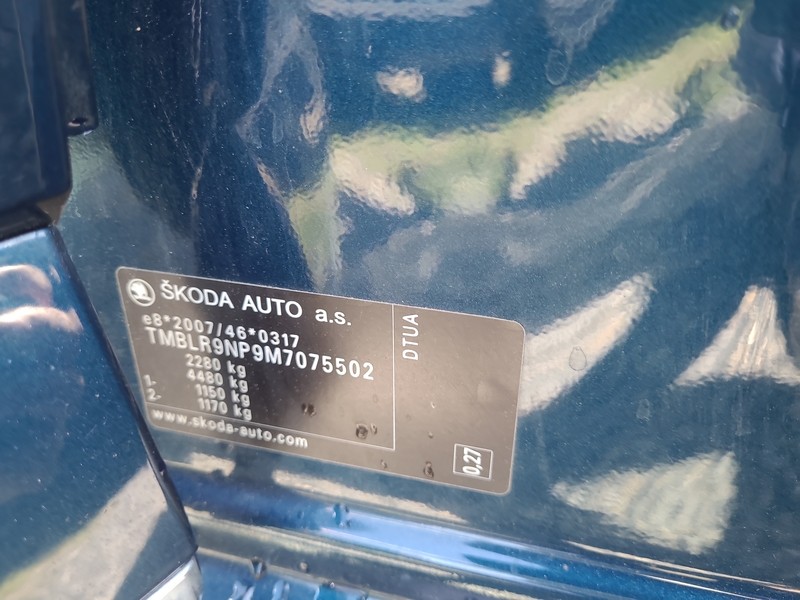 ŠKODA AUTO a.s.
e8*2007/46*0317
TMBLR9NP9M7075502
2280 kg
4480 kg
1- 1150 kg
2- 1170 kg
www.skoda-auto.com
DTUA
0,27